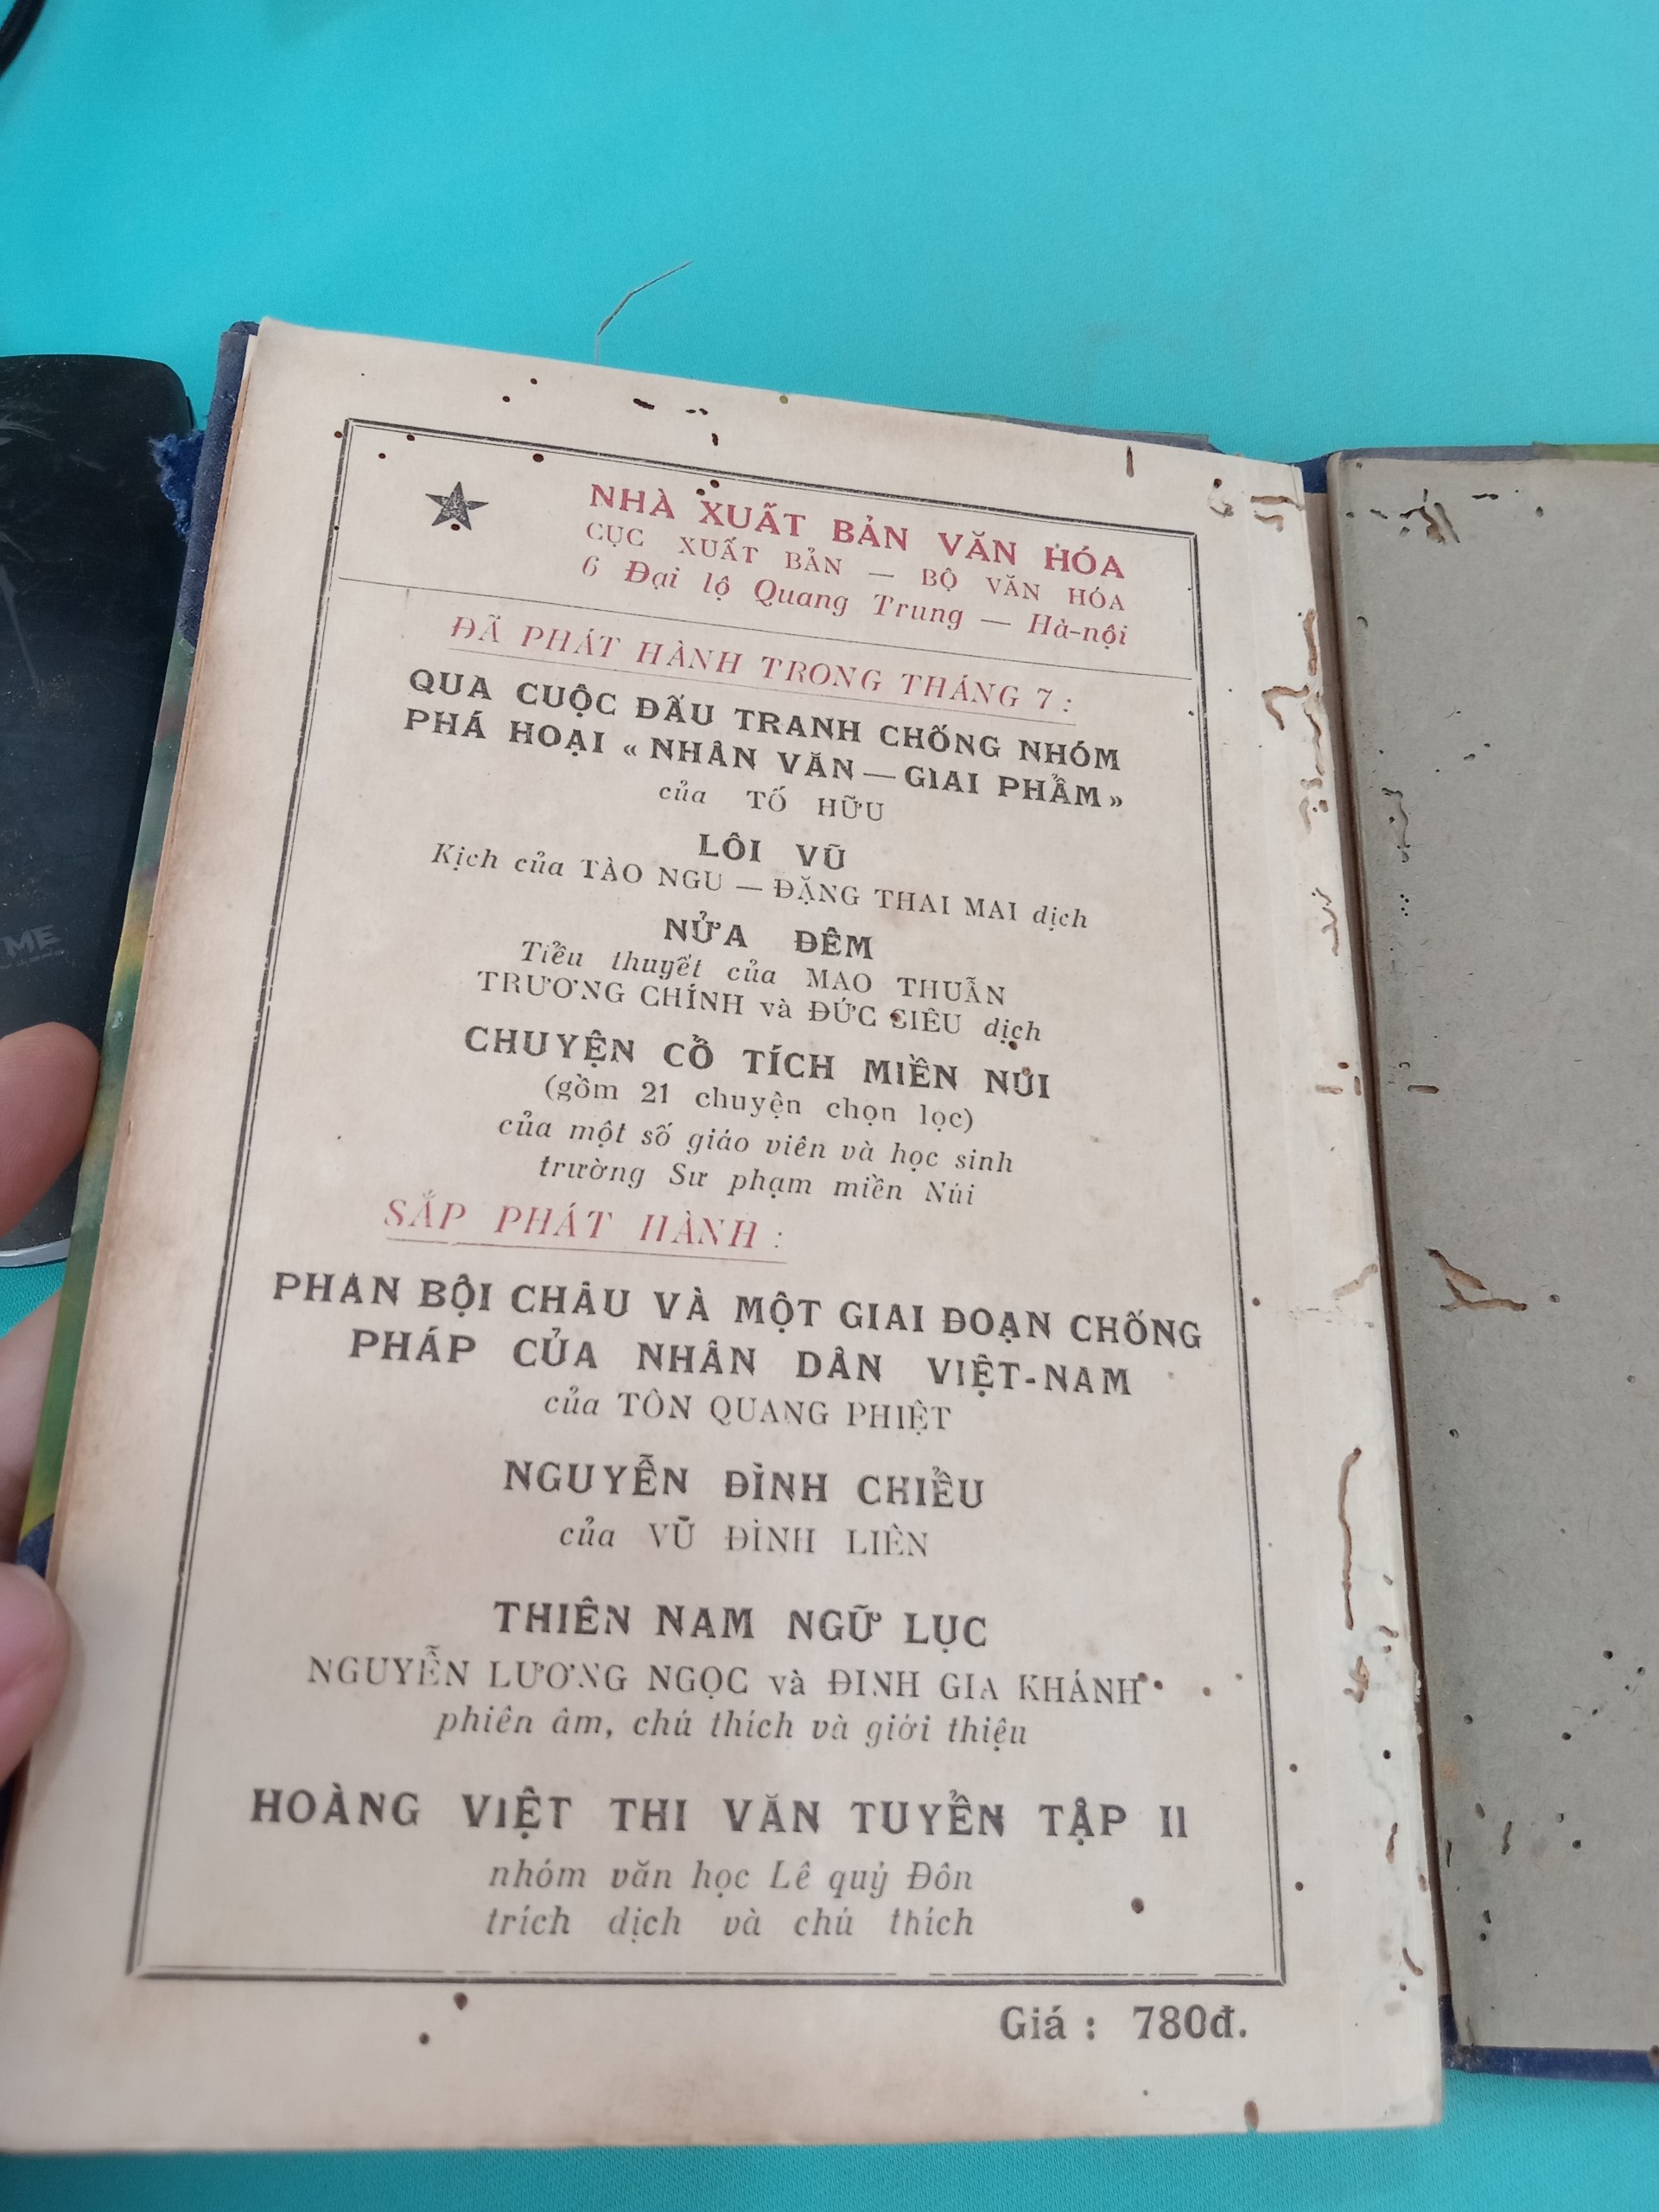 NHÀ XUẤT BẢN VĂN HÓA
CỤC XUẤT BẢN — BỘ VĂN HÓA
6 Đại lộ Quang Trung — Hà-nội
ĐÃ PHÁT HÀNH TRONG THÁNG 7 :
QUA CUỘC ĐẤU TRANH CHỐNG NHÓM
PHÁ HOẠI « NHÂN VĂN — GIAI PHẨM »
của TỐ HỮU
LÔI VŨ
Kịch của TÀO NGU — ĐẶNG THAI MAI dịch
NỬA ĐÊM
Tiểu thuyết của MAO THUẪN
TRƯƠNG CHÍNH và ĐỨC SIÊU dịch
CHUYỆN CỔ TÍCH MIỀN NÚI
(gồm 21 chuyện chọn lọc)
của một số giáo viên và học sinh
trường Sư phạm miền Núi
SẮP PHÁT HÀNH :
PHAN BỘI CHÂU VÀ MỘT GIAI ĐOẠN CHỐNG
PHÁP CỦA NHÂN DÂN VIỆT-NAM
của TÔN QUANG PHIỆT
NGUYỄN ĐÌNH CHIỂU
của VŨ ĐÌNH LIÊN
THIÊN NAM NGỮ LỤC
NGUYỄN LƯƠNG NGỌC và ĐINH GIA KHÁNH
phiên âm, chú thích và giới thiệu
HOÀNG VIỆT THI VĂN TUYỂN TẬP II
nhóm văn học Lê quý Đôn
trích dịch và chú thích
Giá : 780đ.
ME